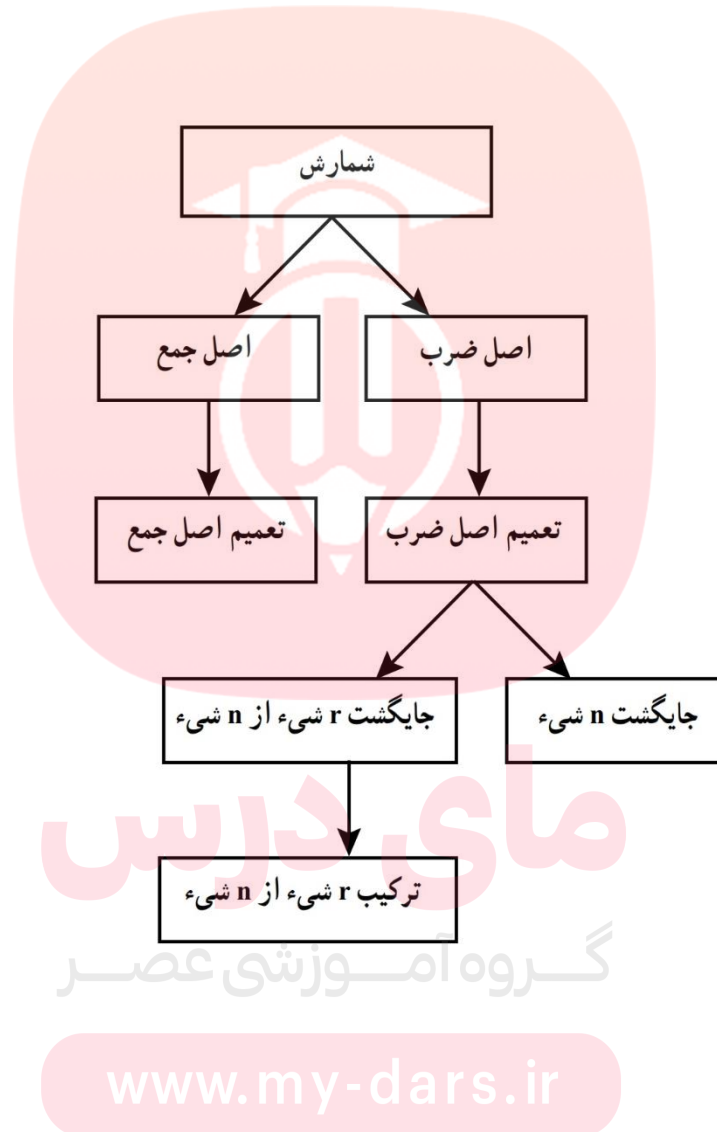 شمارش
اصل ضرب
اصل جمع
تعمیم اصل ضرب
تعمیم اصل جمع
جایگشت n شیء
جایگشت r شیء از n شیء
ترکیب r شیء از n شیء
مای درس
گروه آموزشی عصر
www.my-dars.ir